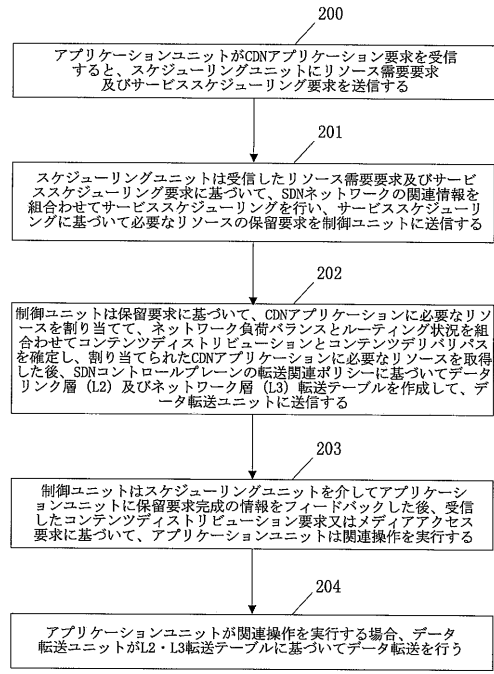 200
アプリケーションユニットがCDNアプリケーション要求を受信
すると、スケジューリングユニットにリソース需要要求
及びサービススケジューリング要求を送信する
201
スケジューリングユニットは受信したリソース需要要求及びサービ
ススケジューリング要求に基づいて、SDNネットワークの関連情報を
組合わせてサービススケジューリングを行い、サービススケジューリ
ングに基づいて必要なリソースの保留要求を制御ユニットに送信する
202
制御ユニットは保留要求に基づいて、CDNアプリケーションに必要なリソ
ースを割り当てて、ネットワーク負荷バランスとルーティング状況を組
合わせてコンテンツディストリビューションとコンテンツデリバリパス
を確定し、割り当てられたCDNアプリケーションに必要なリソースを取得
した後、SDNコントロールプレーンの転送関連ポリシーに基づいてデータ
リンク層（L2）及びネットワーク層（L3）転送テーブルを作成して、デ
ータ転送ユニットに送信する
203
制御ユニットはスケジューリングユニットを介してアプリケーシ
ョンユニットに保留要求完成の情報をフィードバックした後、受信
したコンテンツディストリビューション要求又はメディアアクセス
要求に基づいて、アプリケーションユニットは関連操作を実行する
204
アプリケーションユニットが関連操作を実行する場合、データ
転送ユニットがL2・L3転送テーブルに基づいてデータ転送を行う